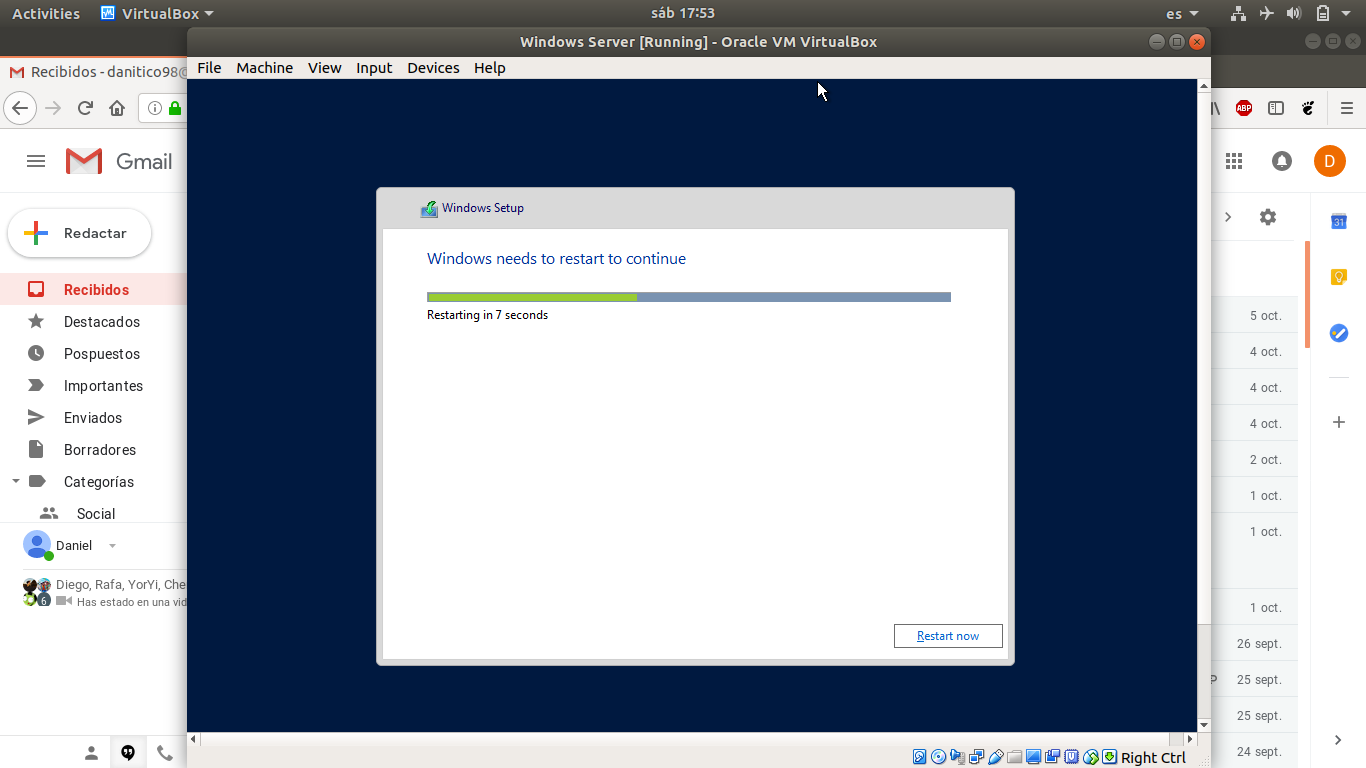 Activities VirtualBox sáb 17:53 es
Windows Server [Running] - Oracle VM VirtualBox
File Machine View Input Devices Help
Recibidos - danitico98@
ABP
Gmail
D
Redactar
31
Recibidos
Destacados
Pospuestos
Importantes
Enviados
Borradores
Categorías
Social
Daniel
Diego, Rafa, YorYi, Che
6 Has estado en una vid
Windows Setup
Windows needs to restart to continue
Restarting in 7 seconds
Restart now
5 oct.
4 oct.
4 oct.
4 oct.
2 oct.
1 oct.
1 oct.
1 oct.
26 sept.
25 sept.
25 sept.
24 sept.
Right Ctrl